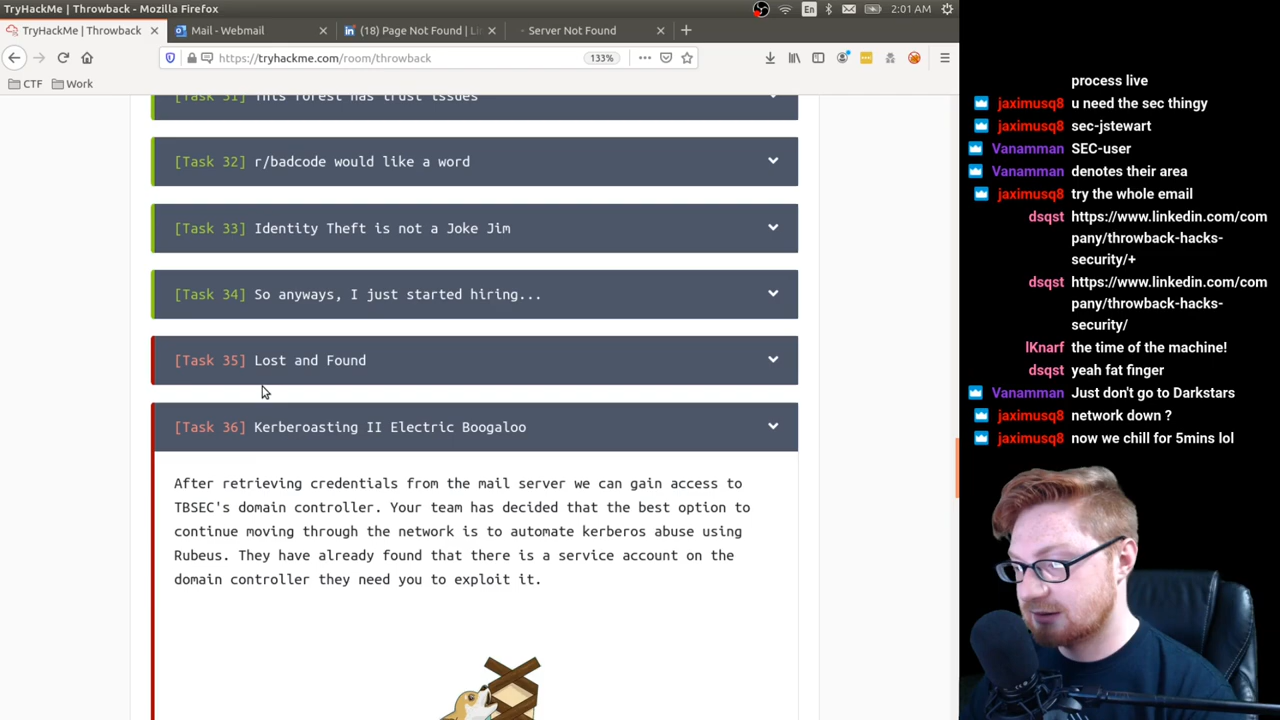 TryHackMe | Throwback - Mozilla Firefox
En
2:01 AM
TryHackMe | Throwback
Mail - Webmail
(18) Page Not Found | Li
Server Not Found
https://tryhackme.com/room/throwback
133%
CTF
Work
[Task 31] This forest has trust issues
[Task 32] r/badcode would like a word
[Task 33] Identity Theft is not a Joke Jim
[Task 34] So anyways, I just started hiring...
[Task 35] Lost and Found
[Task 36] Kerberoasting II Electric Boogaloo
After retrieving credentials from the mail server we can gain access to
TBSEC's domain controller. Your team has decided that the best option to
continue moving through the network is to automate kerberos abuse using
Rubeus. They have already found that there is a service account on the
domain controller they need you to exploit it.
process live
jaximusq8 u need the sec thingy
jaximusq8 sec-jstewart
Vanamman SEC-user
Vanamman denotes their area
jaximusq8 try the whole email
dsqst https://www.linkedin.com/com
pany/throwback-hacks-
security/+
dsqst https://www.linkedin.com/com
pany/throwback-hacks-
security/
lKnarf the time of the machine!
dsqst yeah fat finger
Vanamman Just don't go to Darkstars
jaximusq8 network down ?
jaximusq8 now we chill for 5mins lol